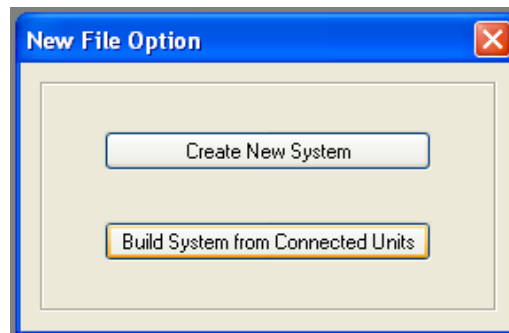 New File Option
Create New System
Build System from Connected Units